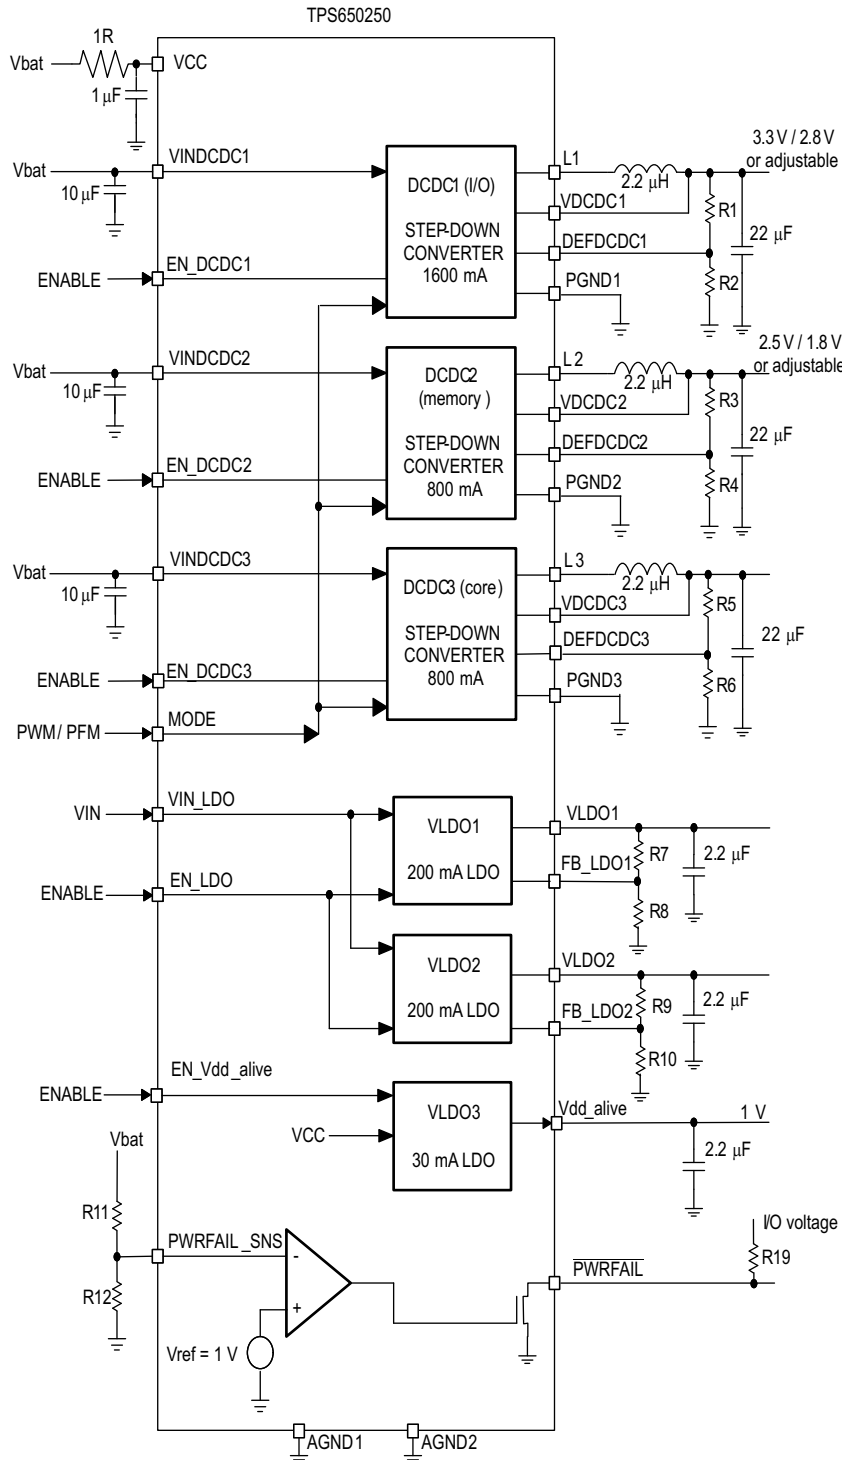 TPS650250
1R
Vbat
VCC
1 μF
3.3 V / 2.8 V
or adjustable
Vbat
VINDCDC1
10 μF
DCDC1 (I/O)
STEP-DOWN
CONVERTER
1600 mA
L1
2.2 μH
VDCDC1
R1
22 μF
DEFDCDC1
R2
ENABLE
EN_DCDC1
PGND1
2.5 V / 1.8 V
or adjustable
Vbat
VINDCDC2
10 μF
DCDC2
(memory )
STEP-DOWN
CONVERTER
800 mA
L2
2.2 μH
VDCDC2
R3
22 μF
DEFDCDC2
R4
ENABLE
EN_DCDC2
PGND2
Vbat
VINDCDC3
10 μF
DCDC3 (core)
STEP-DOWN
CONVERTER
800 mA
L3
2.2 μH
VDCDC3
R5
22 μF
DEFDCDC3
R6
ENABLE
EN_DCDC3
PGND3
PWM/ PFM
MODE
VIN
VIN_LDO
VLDO1
200 mA LDO
VLDO1
R7
2.2 μF
FB_LDO1
R8
ENABLE
EN_LDO
VLDO2
200 mA LDO
VLDO2
R9
2.2 μF
FB_LDO2
R10
ENABLE
EN_Vdd_alive
VLDO3
30 mA LDO
VCC
Vdd_alive
1 V
2.2 μF
Vbat
R11
PWRFAIL_SNS
R12
-
+
Vref = 1 V
PWRFAIL
I/O voltage
R19
AGND1
AGND2